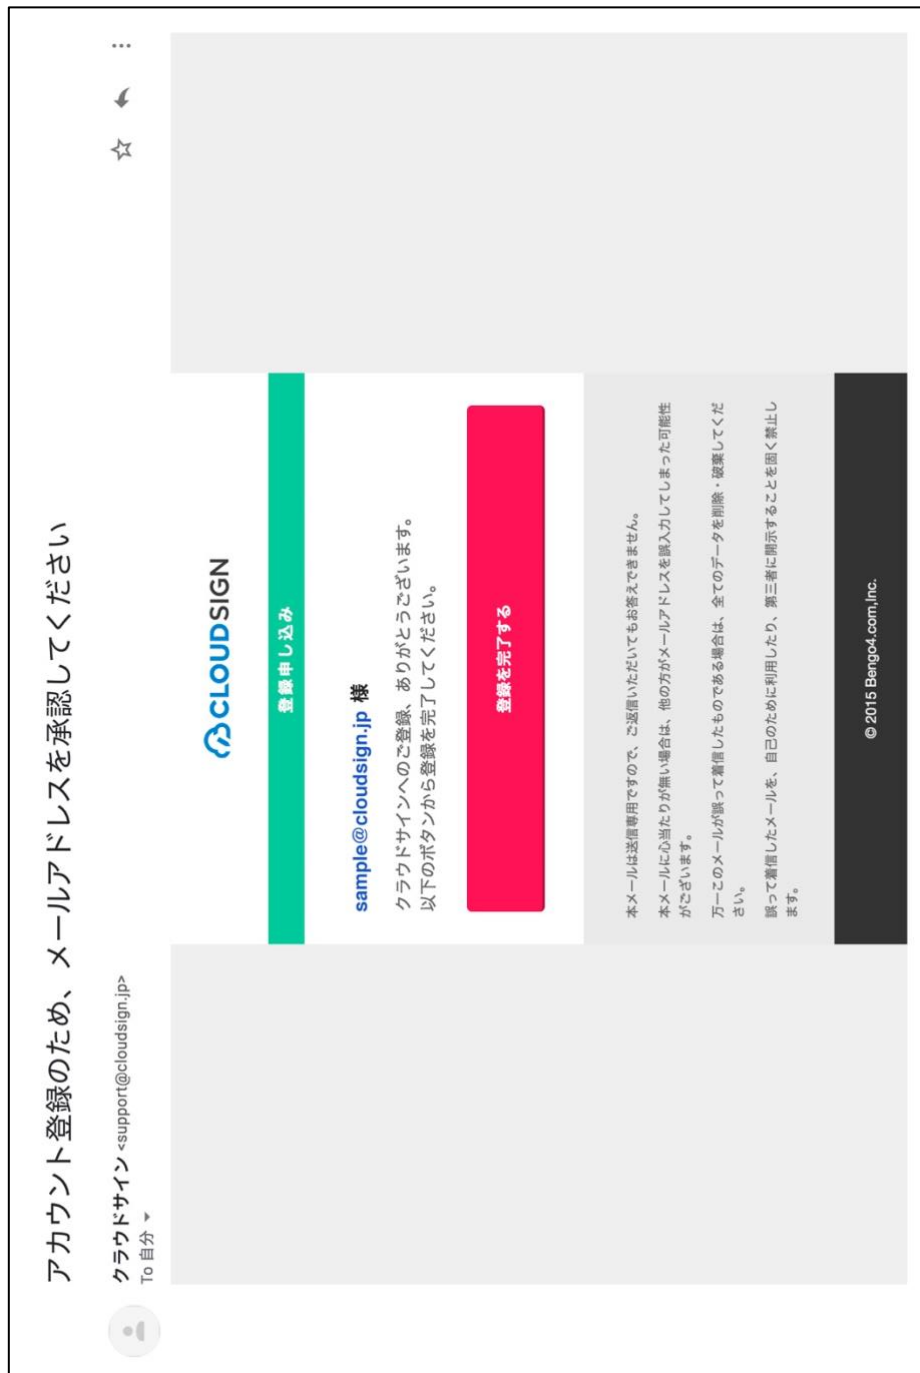 アカウント登録のため、メールアドレスを承認してください
クラウドサイン <support@cloudsign.jp>
To 自分
CLOUDSIGN
登録申し込み
sample@cloudsign.jp 様
クラウドサインへのご登録、ありがとうございます。
以下のボタンから登録を完了してください。
登録を完了する
本メールは送信専用ですので、ご返信いただいてもお答えできません。
本メールに心当たりが無い場合は、他の方がメールアドレスを誤入力してしまった可能性
がございます。
万一このメールが誤って着信したものである場合は、全てのデータを削除・破棄してくだ
さい。
誤って着信したメールを、自己のために利用したり、第三者に開示することを固く禁止し
ます。
© 2015 Bengo4.com,Inc.